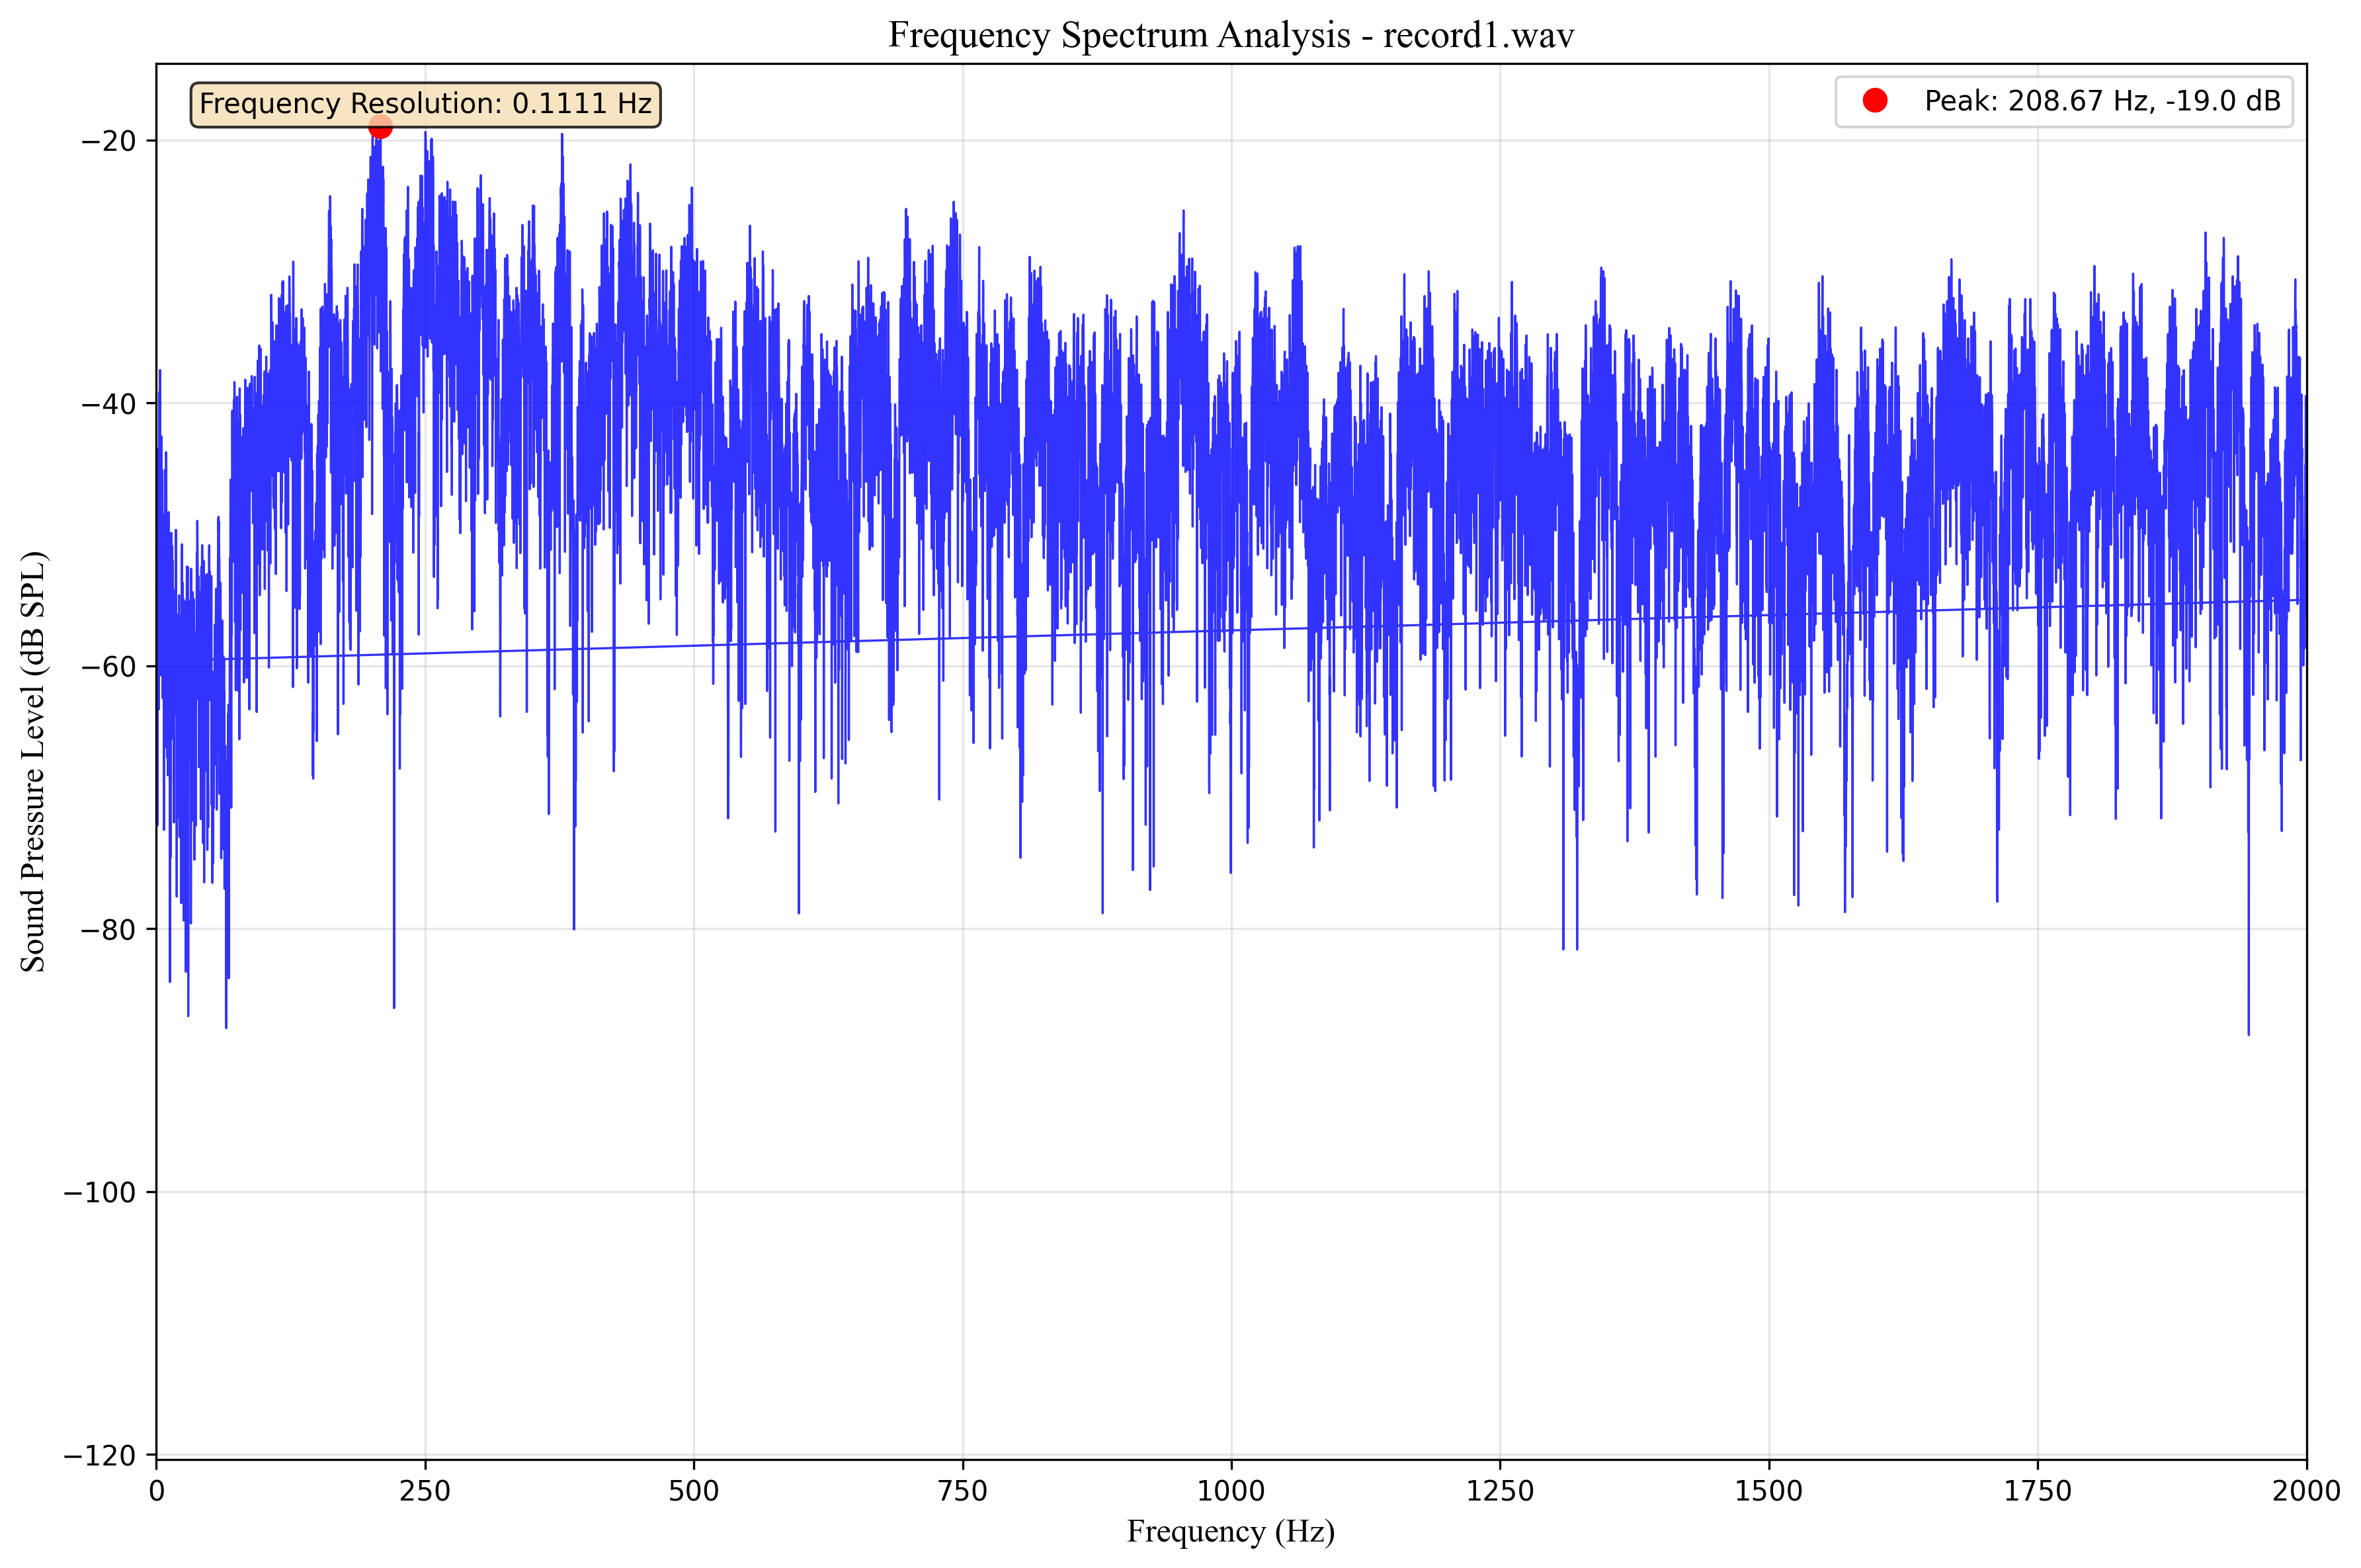 Frequency Spectrum Analysis - record1.wav
Frequency Resolution: 0.1111 Hz
Peak: 208.67 Hz, -19.0 dB
Sound Pressure Level (dB SPL)
−20
−40
−60
−80
−100
−120
0 250 500 750 1000 1250 1500 1750 2000
Frequency (Hz)